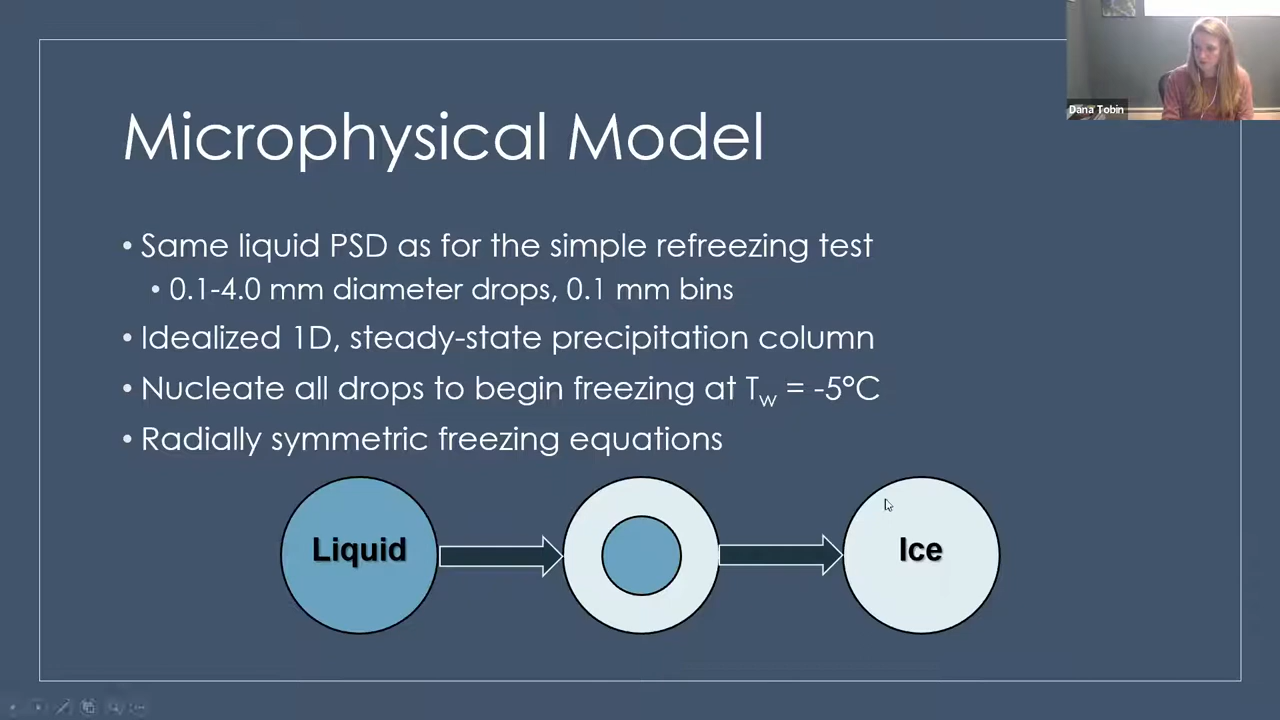 Dana Tobin
Microphysical Model
• Same liquid PSD as for the simple refreezing test
• 0.1-4.0 mm diameter drops, 0.1 mm bins
• Idealized 1D, steady-state precipitation column
• Nucleate all drops to begin freezing at Tw = -5°C
• Radially symmetric freezing equations
Liquid
Ice